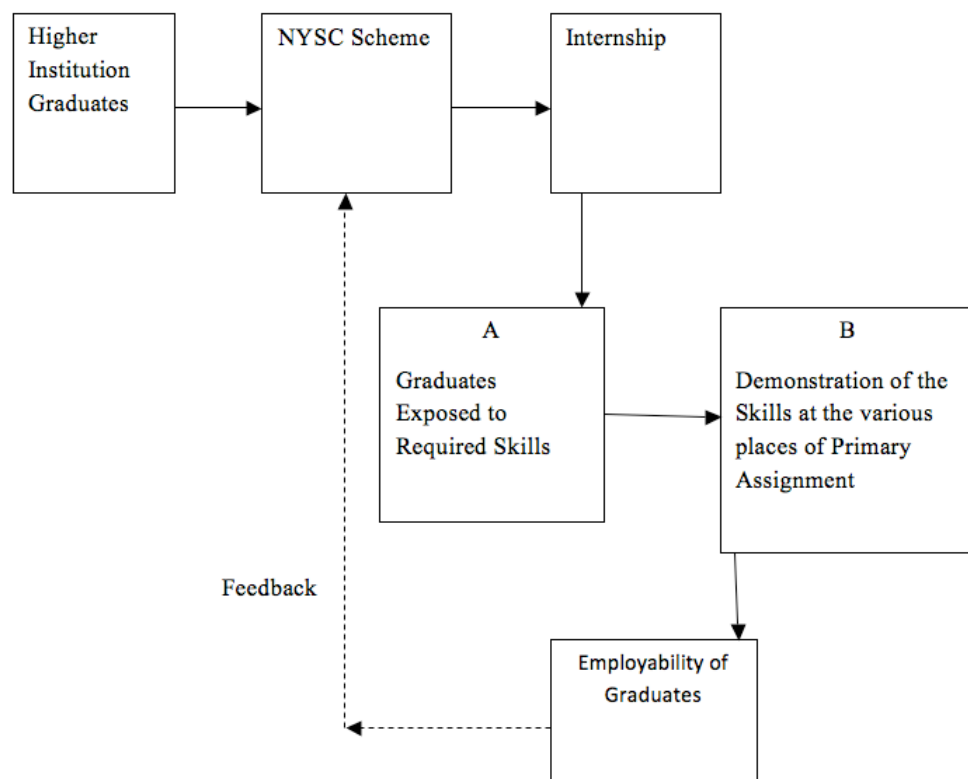 Higher
Institution
Graduates
NYSC Scheme
Internship
A
Graduates
Exposed to
Required Skills
B
Demonstration of the
Skills at the various
places of Primary
Assignment
Feedback
Employability of
Graduates